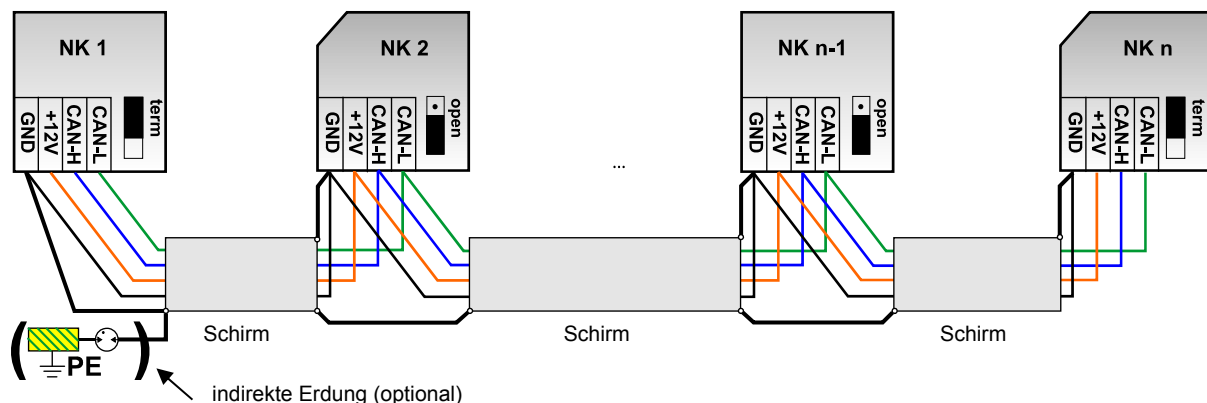 NK 1
GND
+12V
CAN-H
CAN-L
term
NK 2
GND
+12V
CAN-H
CAN-L
open
...
NK n-1
GND
+12V
CAN-H
CAN-L
open
NK n
GND
+12V
CAN-H
CAN-L
term
Schirm
Schirm
Schirm
( PE )
indirekte Erdung (optional)